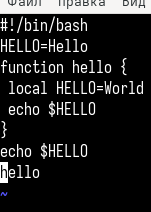 Файл Правка Вид
#!/bin/bash
HELLO=Hello
function hello {
 local HELLO=World
 echo $HELLO
}
echo $HELLO
hello
~